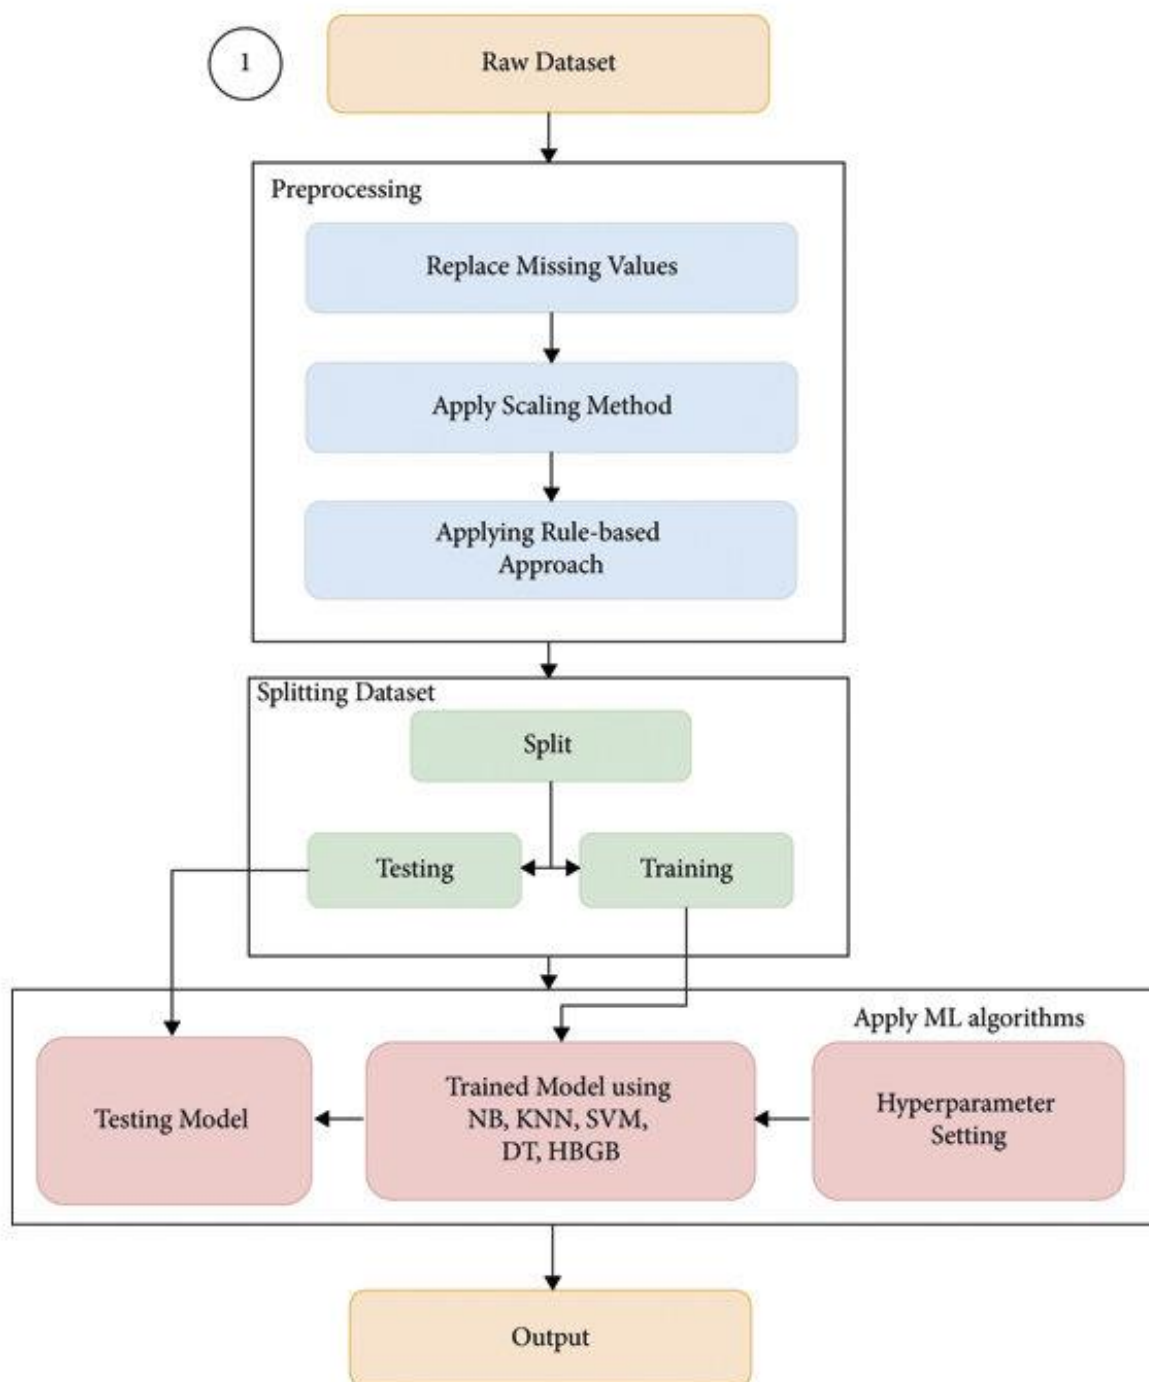 1
Raw Dataset
Preprocessing
Replace Missing Values
Apply Scaling Method
Applying Rule-based
Approach
Splitting Dataset
Split
Testing
Training
Apply ML algorithms
Testing Model
Trained Model using
NB, KNN, SVM,
DT, HBGB
Hyperparameter
Setting
Output